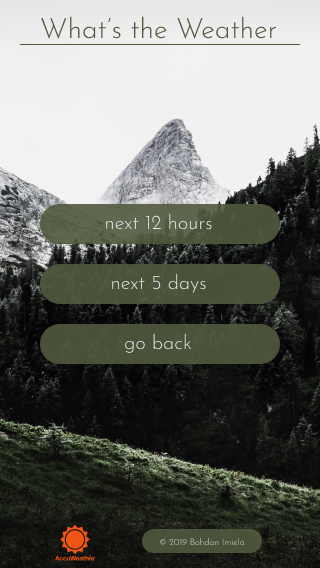 What's the Weather
next 12 hours
next 5 days
go back
AccuWeather
© 2019 Bohdan Imiela